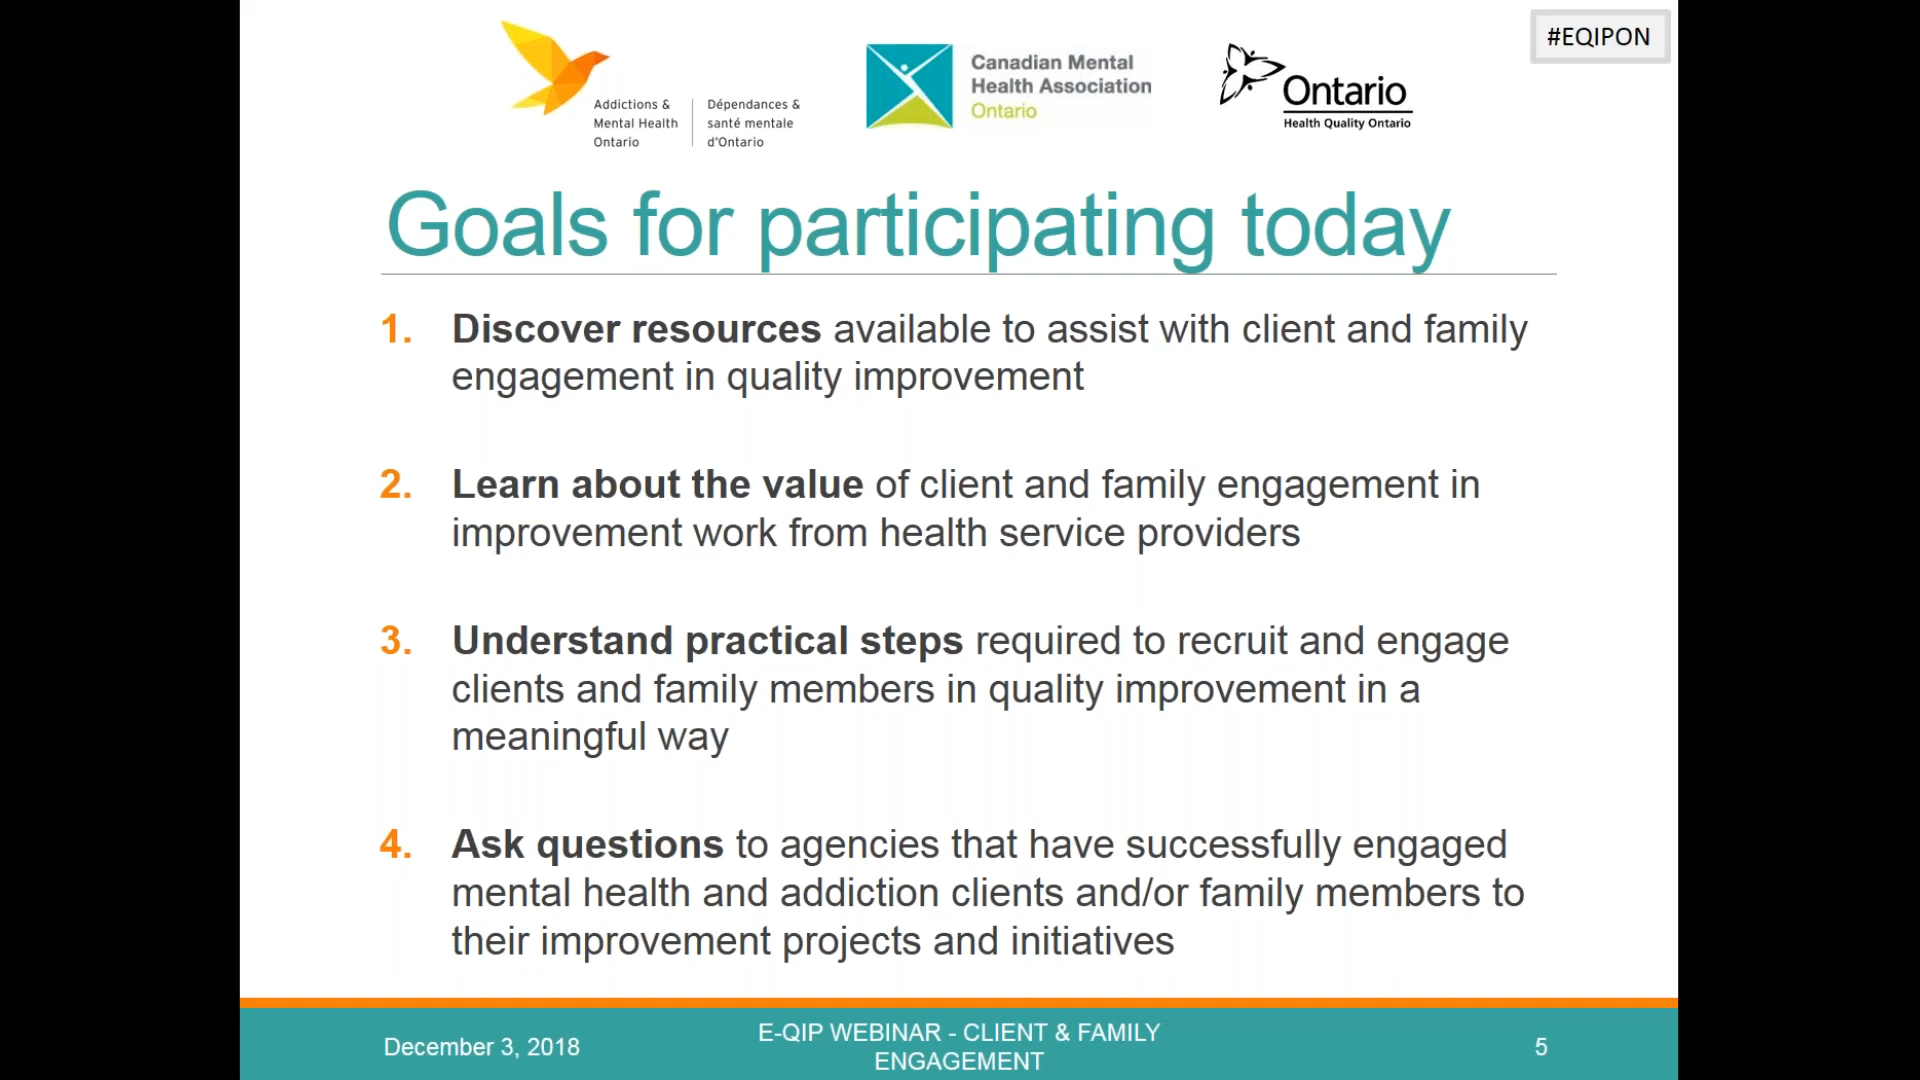 #EQIPON
Addictions &
Mental Health
Ontario
Dépendances &
santé mentale
d'Ontario
Canadian Mental
Health Association
Ontario
Ontario
Health Quality Ontario
Goals for participating today
1. Discover resources available to assist with client and family
engagement in quality improvement
2. Learn about the value of client and family engagement in
improvement work from health service providers
3. Understand practical steps required to recruit and engage
clients and family members in quality improvement in a
meaningful way
4. Ask questions to agencies that have successfully engaged
mental health and addiction clients and/or family members to
their improvement projects and initiatives
December 3, 2018
E-QIP WEBINAR - CLIENT & FAMILY
ENGAGEMENT
5